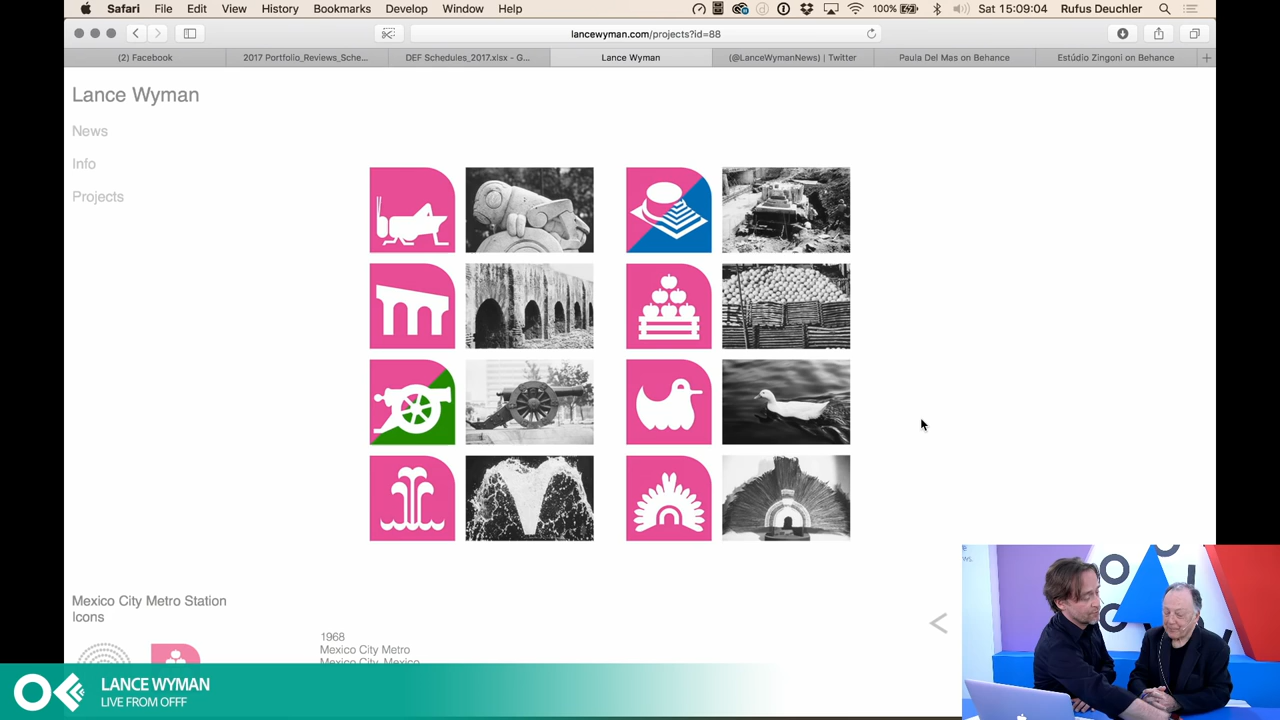 Safari File Edit View History Bookmarks Develop Window Help 100% Sat 15:09:04 Rufus Deuchler
lancewyman.com/projects?id=88
(2) Facebook 2017 Portfolio_Reviews_Sche... DEF Schedules_2017.xlsx - G... Lance Wyman (@LanceWymanNews) | Twitter Paula Del Mas on Behance Estúdio Zingoni on Behance
Lance Wyman
News
Info
Projects
Mexico City Metro Station
Icons
1968
Mexico City Metro
Mexico City, Mexico
LANCE WYMAN
LIVE FROM OFFF